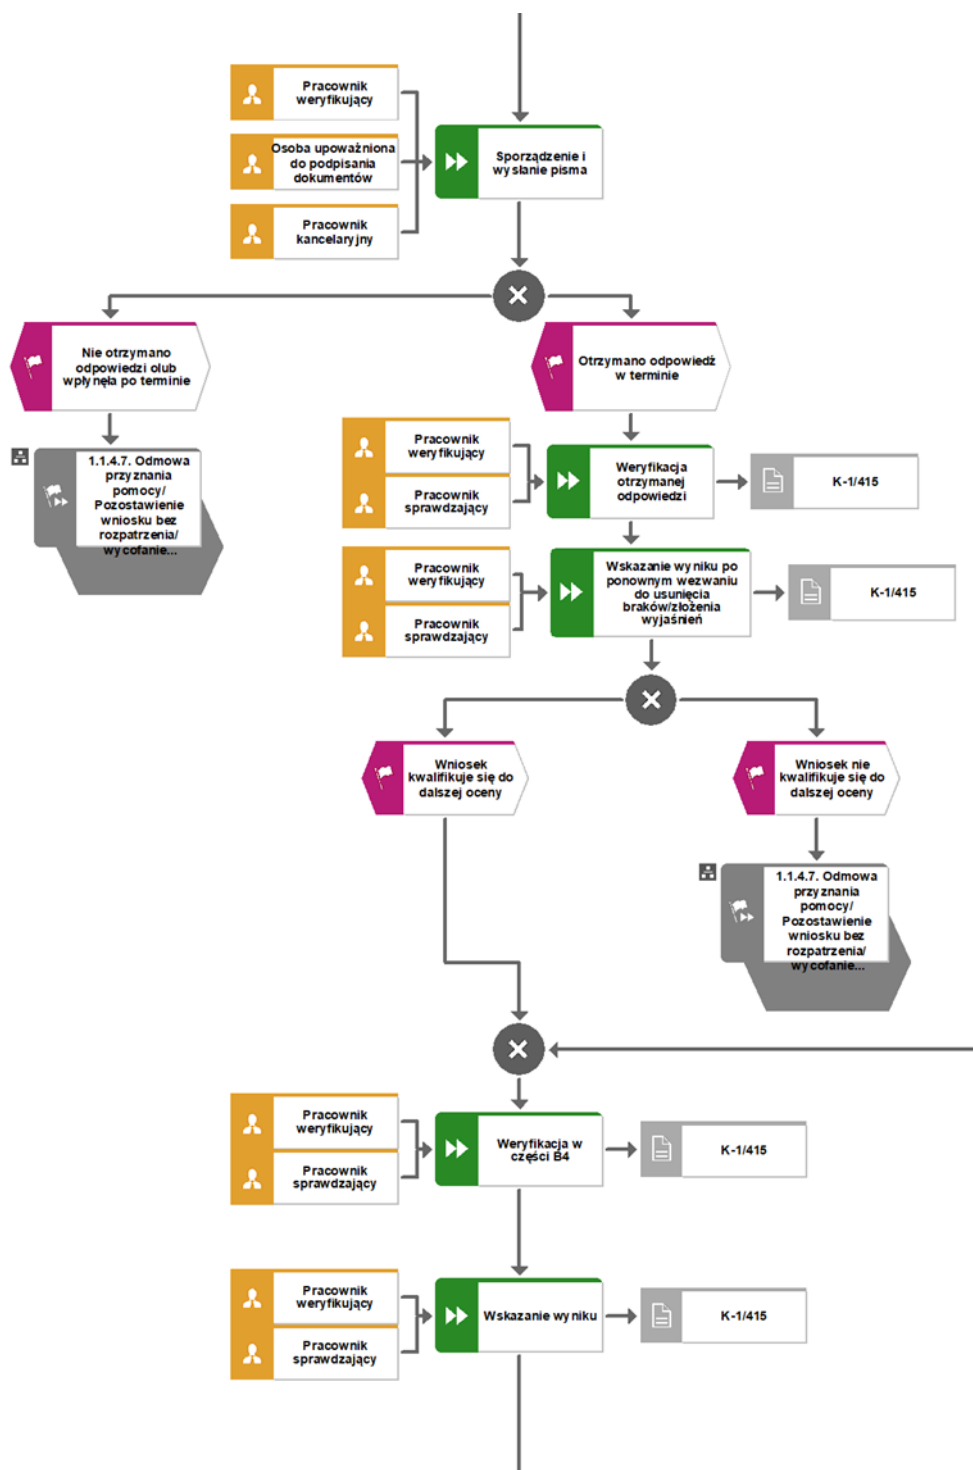 Pracownik
weryfikujący
Osoba upoważniona
do podpisania
dokumentów
Pracownik
kancelaryjny
Sporządzenie i
wysłanie pisma
Nie otrzymano
odpowiedzi olub
wpłynęła po terminie
Otrzymano odpowiedź
w terminie
1.1.4.7. Odmowa
przyznania
pomocy/
Pozostawienie
wniosku bez
rozpatrzenia/
wycofanie...
Pracownik
weryfikujący
Pracownik
sprawdzający
Weryfikacja
otrzymanej
odpowiedzi
K-1/415
Pracownik
weryfikujący
Pracownik
sprawdzający
Wskazanie wyniku po
ponownym wezwaniu
do usunięcia
braków/złożenia
wyjaśnień
K-1/415
Wniosek
kwalifikuje się do
dalszej oceny
Wniosek nie
kwalifikuje się do
dalszej oceny
1.1.4.7. Odmowa
przyznania
pomocy/
Pozostawienie
wniosku bez
rozpatrzenia/
wycofanie...
Pracownik
weryfikujący
Pracownik
sprawdzający
Weryfikacja w
części B4
K-1/415
Pracownik
weryfikujący
Pracownik
sprawdzający
Wskazanie wyniku
K-1/415